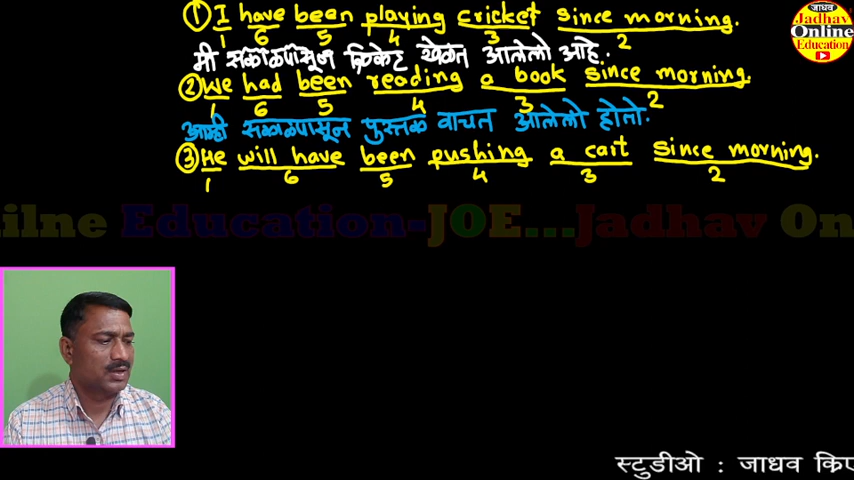 ① I have been playing cricket since morning.
1 6 5 4 3 2
मी सकाळपासून क्रिकेट खेळत आलेलो आहे.
② We had been reading a book since morning.
1 6 5 4 3 2
आम्ही सकाळपासून पुस्तक वाचत आलेलो होतो.
③ He will have been pushing a cart since morning.
1 6 5 4 3 2
ilne Education-JOE...Jadhav On
जाधव
Jadhav
Online
Education
स्टुडीओ : जाधव किए